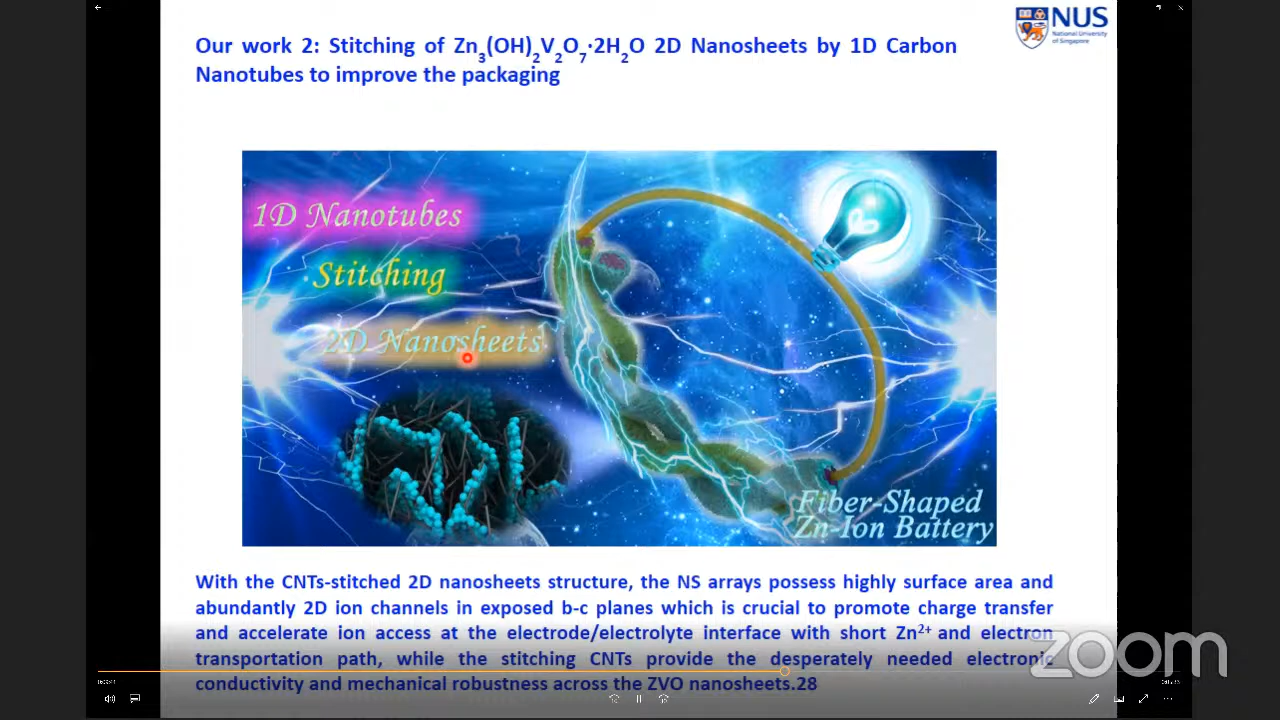 NUS
National University
of Singapore
Our work 2: Stitching of Zn3(OH)2V2O7·2H2O 2D Nanosheets by 1D Carbon
Nanotubes to improve the packaging
1D Nanotubes
Stitching
2D Nanosheets
Fiber-Shaped
Zn-Ion Battery
With the CNTs-stitched 2D nanosheets structure, the NS arrays possess highly surface area and
abundantly 2D ion channels in exposed b-c planes which is crucial to promote charge transfer
and accelerate ion access at the electrode/electrolyte interface with short Zn2+ and electron
transportation path, while the stitching CNTs provide the desperately needed electronic
conductivity and mechanical robustness across the ZVO nanosheets.28
zoom